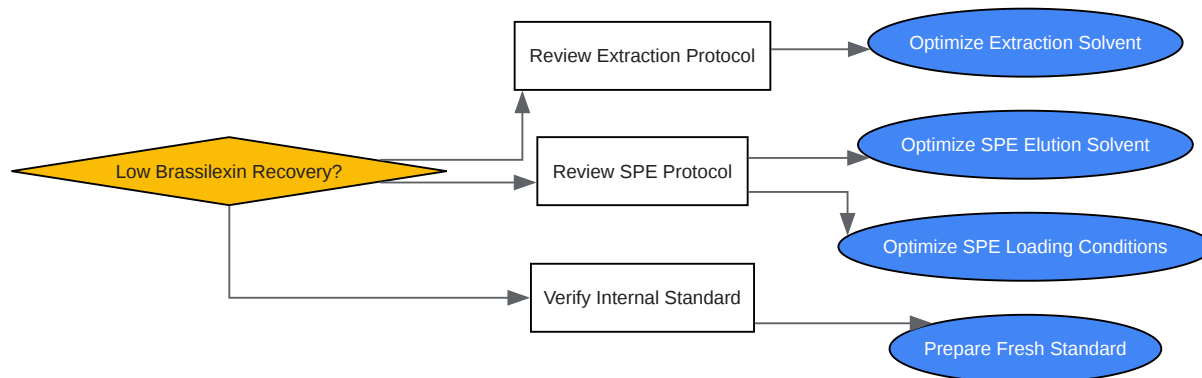 Low Brassilexin Recovery?
Review Extraction Protocol
Optimize Extraction Solvent
Review SPE Protocol
Optimize SPE Elution Solvent
Optimize SPE Loading Conditions
Verify Internal Standard
Prepare Fresh Standard